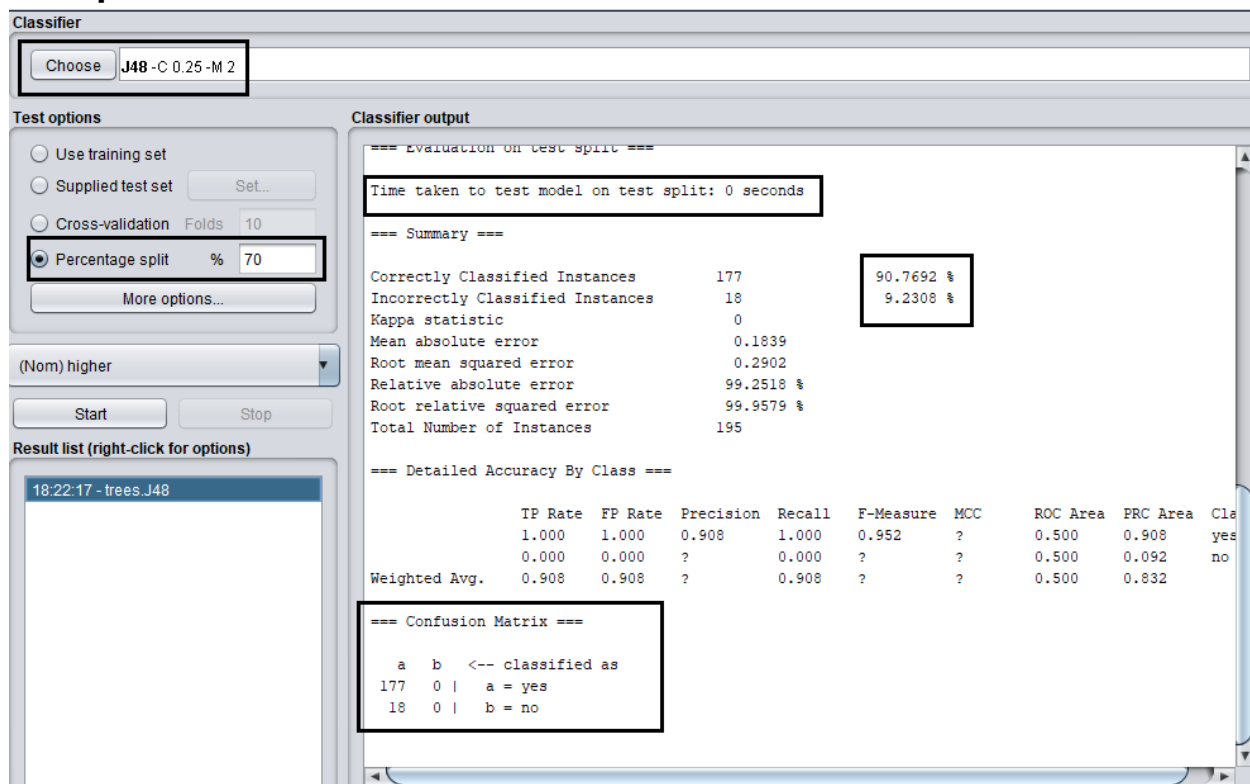 Classifier
Choose J48 -C 0.25 -M 2
Test options
Use training set
Supplied test set Set...
Cross-validation Folds 10
Percentage split % 70
More options...
(Nom) higher
Start Stop
Result list (right-click for options)
18:22:17 - trees.J48
Classifier output
=== Evaluation on test split ===
Time taken to test model on test split: 0 seconds
=== Summary ===
Correctly Classified Instances 177 90.7692 %
Incorrectly Classified Instances 18 9.2308 %
Kappa statistic 0
Mean absolute error 0.1839
Root mean squared error 0.2902
Relative absolute error 99.2518 %
Root relative squared error 99.9579 %
Total Number of Instances 195
=== Detailed Accuracy By Class ===
TP Rate FP Rate Precision Recall F-Measure MCC ROC Area PRC Area Cla
1.000 1.000 0.908 1.000 0.952 ? 0.500 0.908 yes
0.000 0.000 ? 0.000 ? ? 0.500 0.092 no
Weighted Avg. 0.908 0.908 ? 0.908 ? ? 0.500 0.832
=== Confusion Matrix ===
a b <-- classified as
177 0 | a = yes
18 0 | b = no